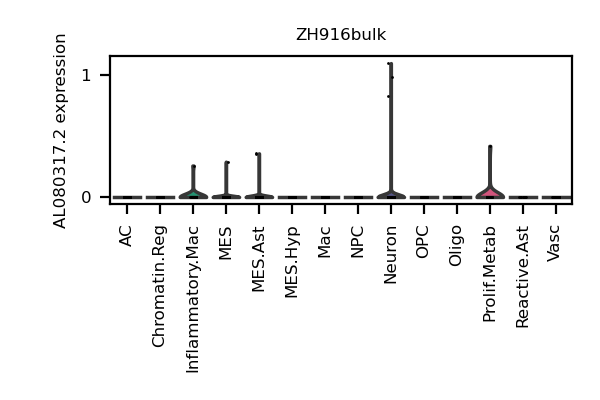 ZH916bulk
AL080317.2 expression
1
0
AC
Chromatin.Reg
Inflammatory.Mac
MES
MES.Ast
MES.Hyp
Mac
NPC
Neuron
OPC
Oligo
Prolif.Metab
Reactive.Ast
Vasc